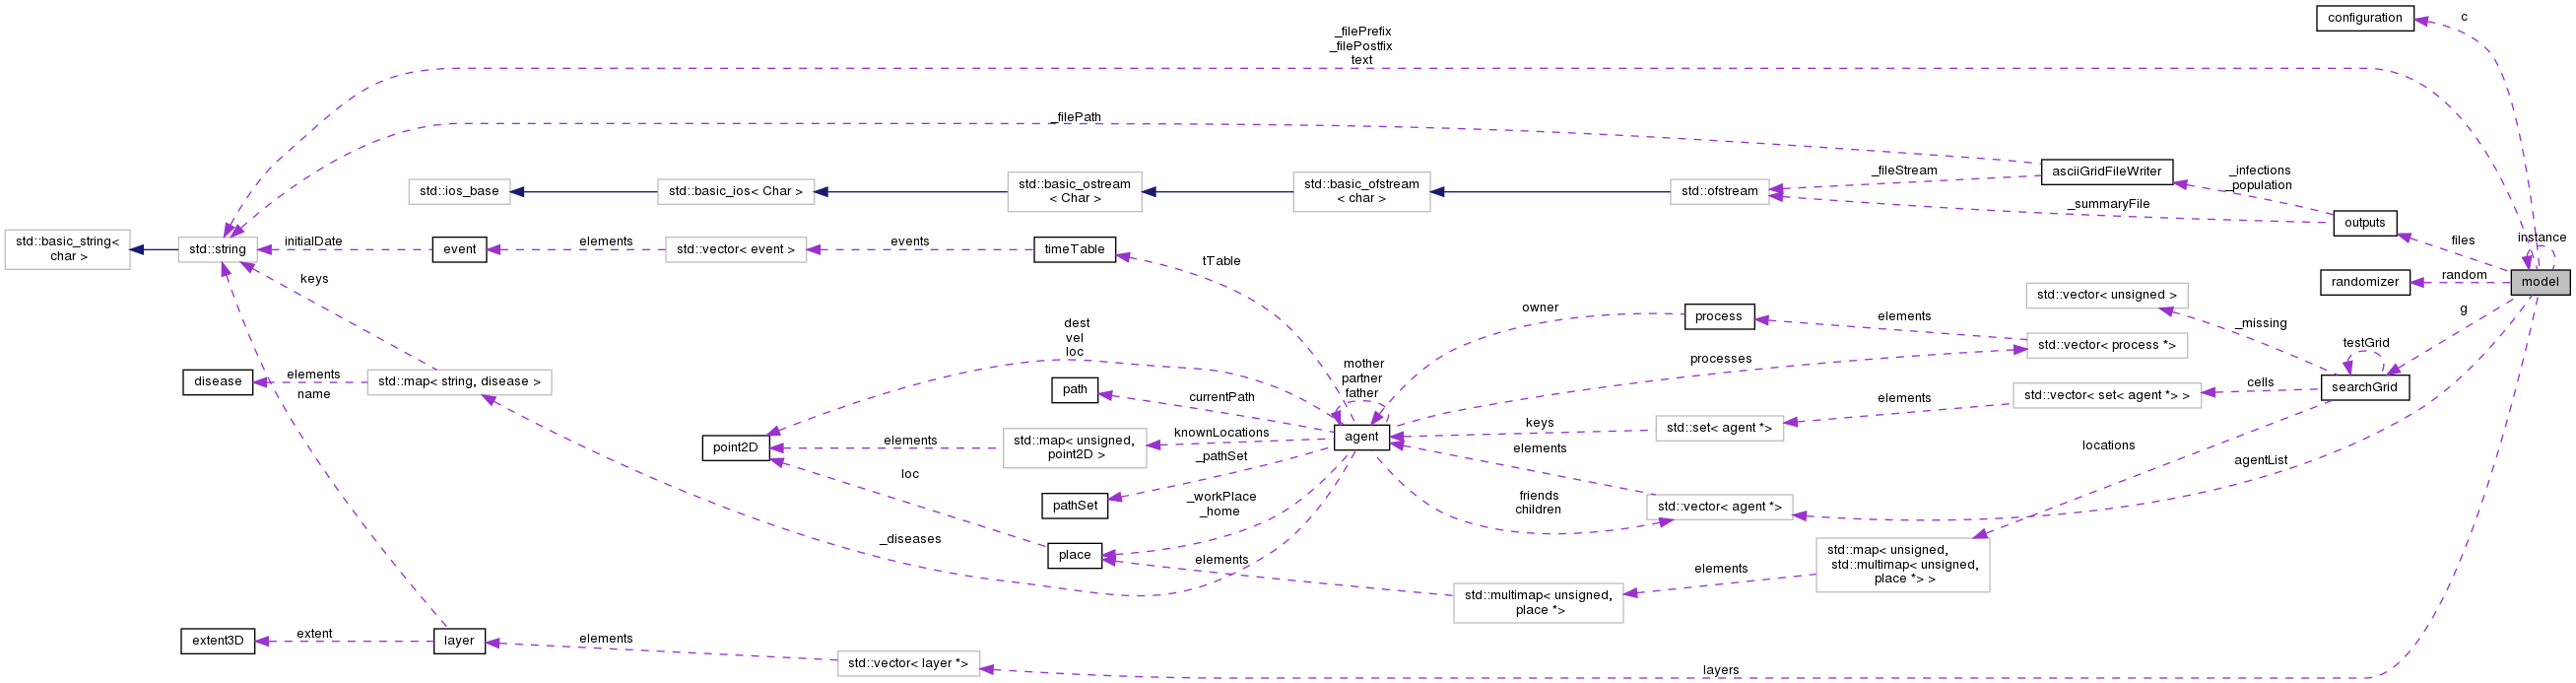 configuration
c
_filePrefix
_filePostfix
text
_filePath
asciiGridFileWriter
_fileStream
_infections
_population
std::ios_base
std::basic_ios< Char >
std::basic_ostream
< Char >
std::basic_ofstream
< char >
std::ofstream
_summaryFile
outputs
files
instance
std::basic_string<
char >
std::string
initialDate
event
elements
std::vector< event >
events
timeTable
tTable
keys
randomizer
random
model
std::vector< unsigned >
_missing
g
owner
process
elements
std::vector< process *>
processes
testGrid
searchGrid
dest
vel
loc
mother
partner
father
disease
elements
name
std::map< string, disease >
path
currentPath
cells
std::vector< set< agent *> >
elements
std::set< agent *>
keys
agent
point2D
elements
std::map< unsigned,
point2D >
knownLocations
_pathSet
elements
locations
agentList
loc
pathSet
_workPlace
_home
friends
children
std::vector< agent *>
_diseases
place
elements
std::map< unsigned,
std::multimap< unsigned,
place *> >
elements
std::multimap< unsigned,
place *>
extent3D
extent
layer
elements
std::vector< layer *>
layers